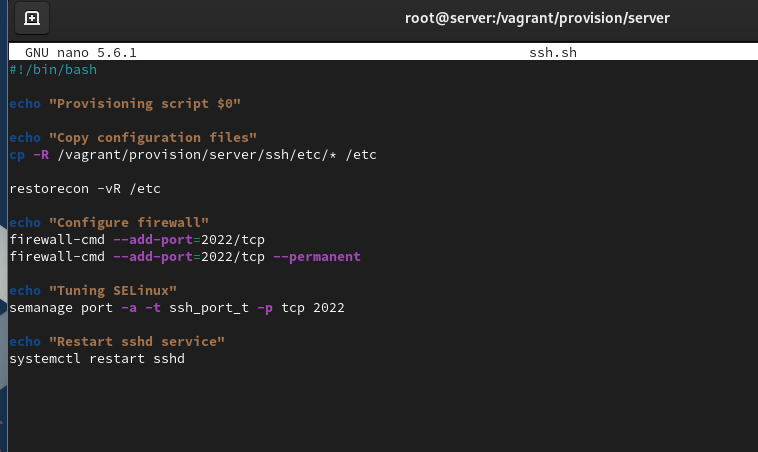 root@server:/vagrant/provision/server
GNU nano 5.6.1 ssh.sh
#!/bin/bash
echo "Provisioning script $0"
echo "Copy configuration files"
cp -R /vagrant/provision/server/ssh/etc/* /etc
restorecon -vR /etc
echo "Configure firewall"
firewall-cmd --add-port=2022/tcp
firewall-cmd --add-port=2022/tcp --permanent
echo "Tuning SELinux"
semanage port -a -t ssh_port_t -p tcp 2022
echo "Restart sshd service"
systemctl restart sshd